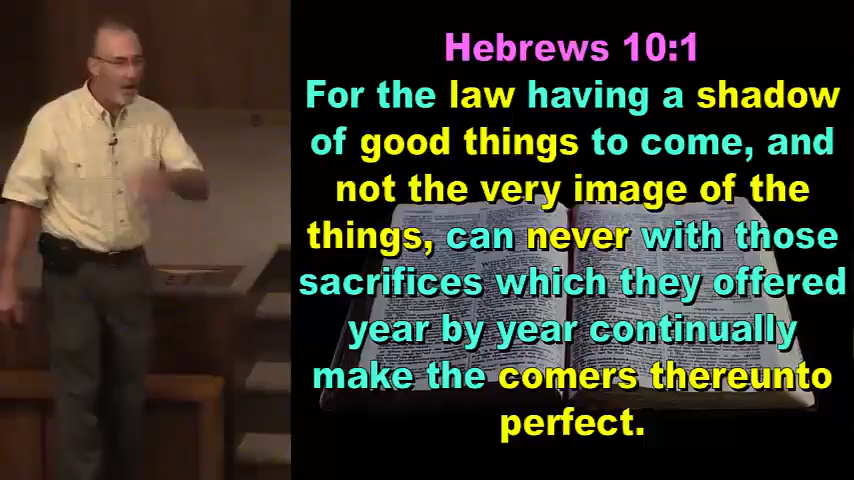 Hebrews 10:1
For the law having a shadow
of good things to come, and
not the very image of the
things, can never with those
sacrifices which they offered
year by year continually
make the comers thereunto
perfect.